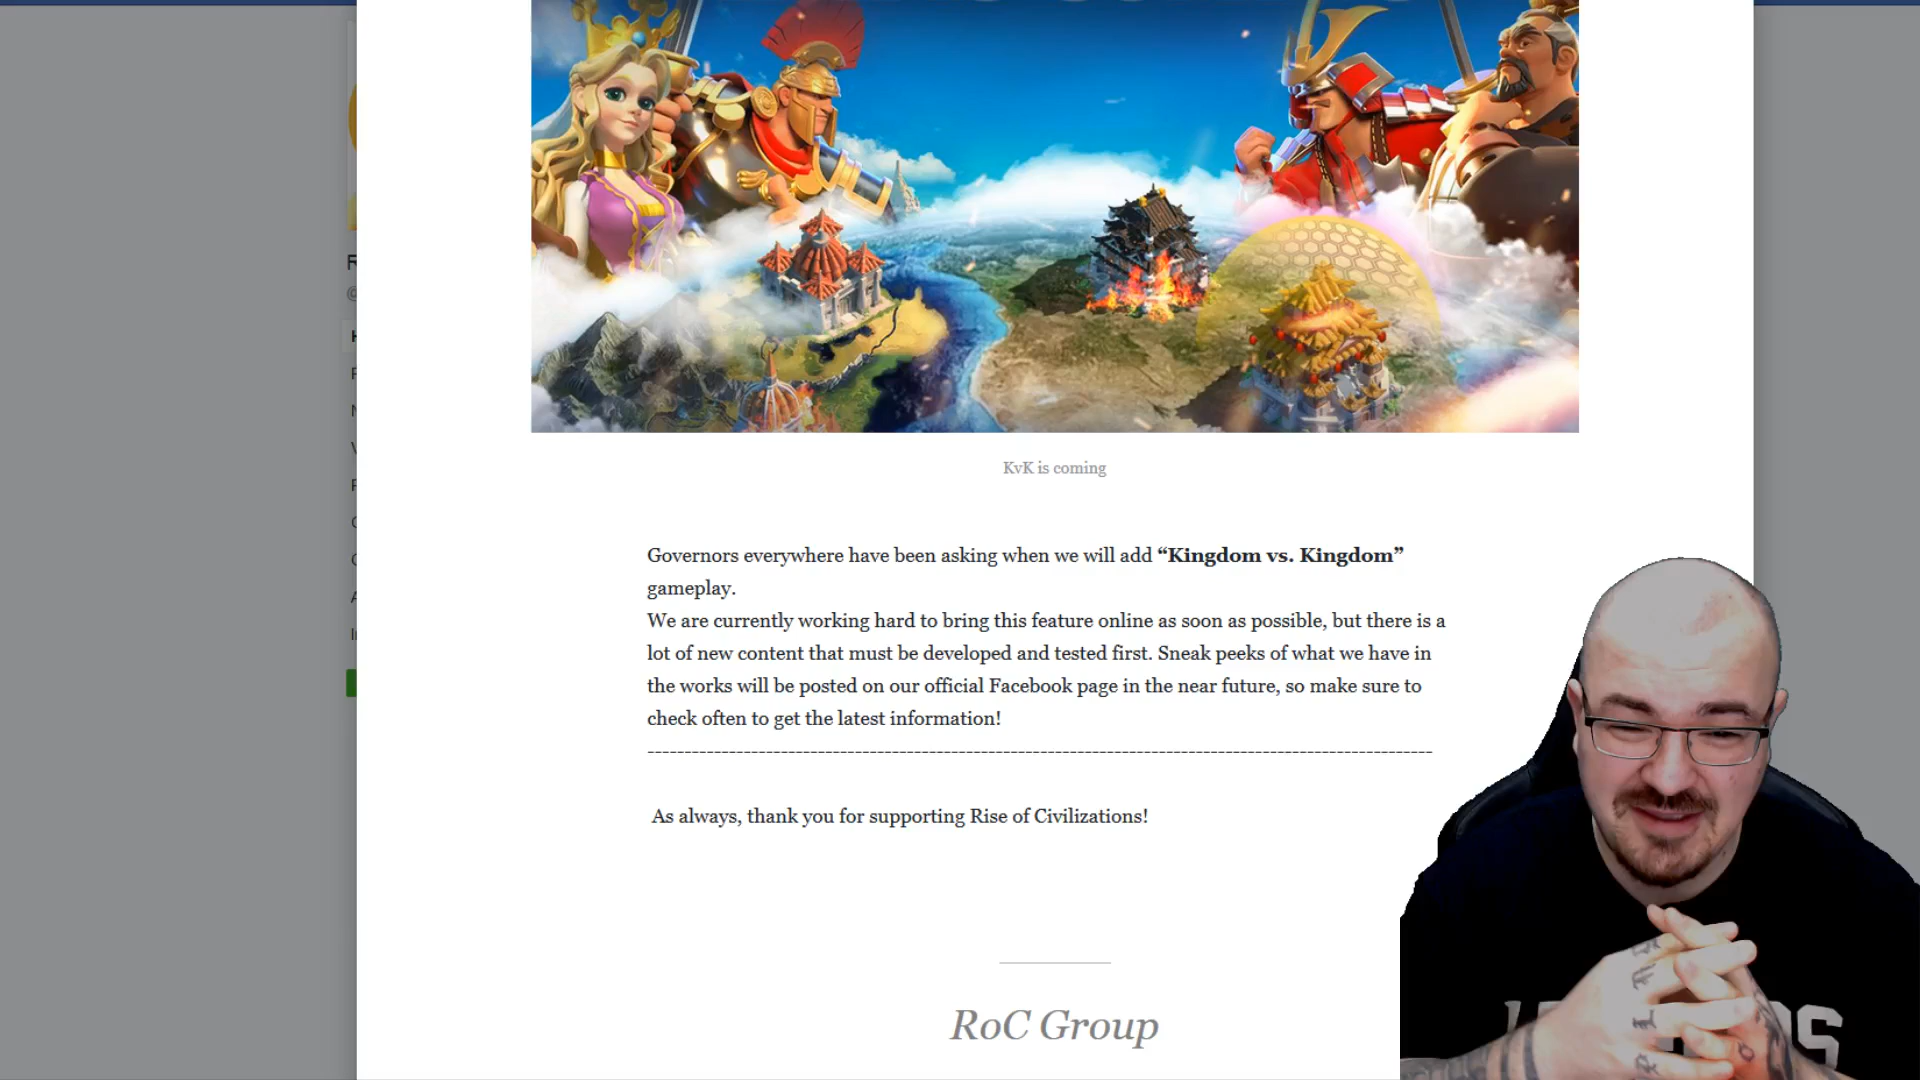 KvK is coming
Governors everywhere have been asking when we will add “Kingdom vs. Kingdom”
gameplay.
We are currently working hard to bring this feature online as soon as possible, but there is a
lot of new content that must be developed and tested first. Sneak peeks of what we have in
the works will be posted on our official Facebook page in the near future, so make sure to
check often to get the latest information!
--------------------------------------------------------------------------------------------------------------
As always, thank you for supporting Rise of Civilizations!
RoC Group